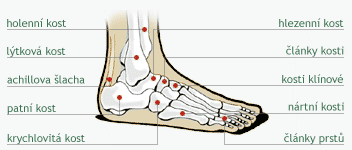 holenní kost
lýtková kost
achillova šlacha
patní kost
krychlovitá kost
hlezenní kost
články kosti
kosti klínové
nártní kosti
články prstů